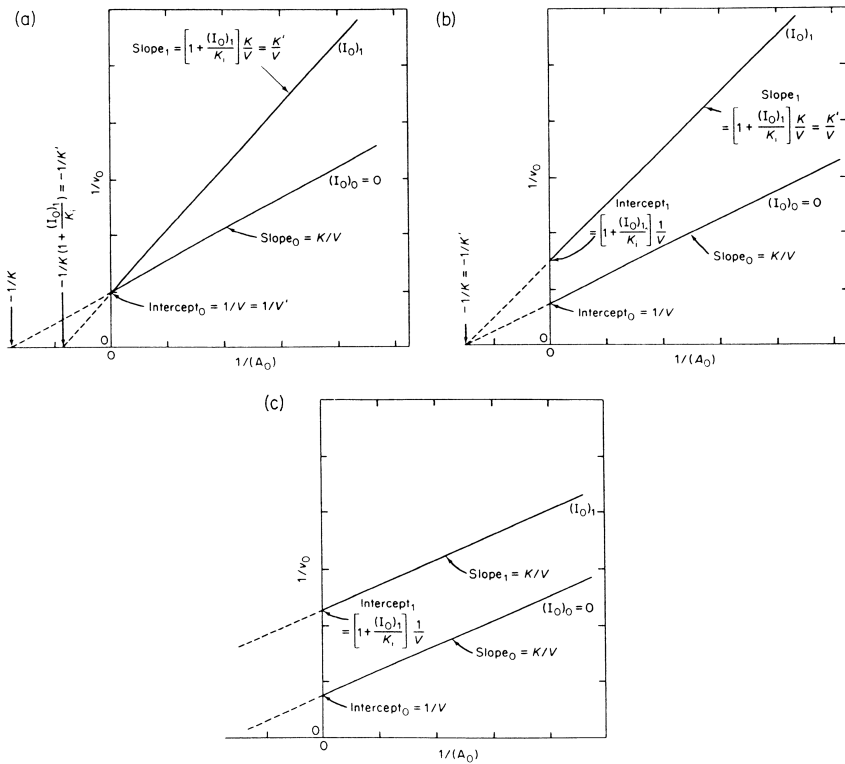 (a)
Slope₁ = [1 + (I₀)₁/Kᵢ] K/V = K'/V
(I₀)₁
(I₀)₀ = 0
1/v₀
Slope₀ = K/V
−1/K
−1/K (1 + (I₀)₁/Kᵢ) = −1/K'
Intercept₀ = 1/V = 1/V'
0
0
1/(A₀)
(b)
(I₀)₁
Slope₁
= [1 + (I₀)₁/Kᵢ] K/V = K'/V
1/v₀
(I₀)₀ = 0
Intercept₁
= [1 + (I₀)₁/Kᵢ] 1/V
Slope₀ = K/V
−1/K = −1/K'
Intercept₀ = 1/V
0
0
1/(A₀)
(c)
(I₀)₁
1/v₀
Slope₁ = K/V
Intercept₁
= [1 + (I₀)₁/Kᵢ] 1/V
(I₀)₀ = 0
Slope₀ = K/V
Intercept₀ = 1/V
0
0
1/(A₀)